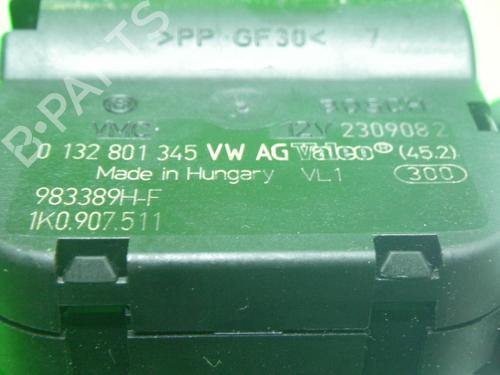 >PP GF30< 7
BOSCH
VMC 12V 2309082
0 132 801 345 VW AG Valeo® (45.2)
Made in Hungary VL1 300
983389H-F
1K0.907.511
B-PARTS